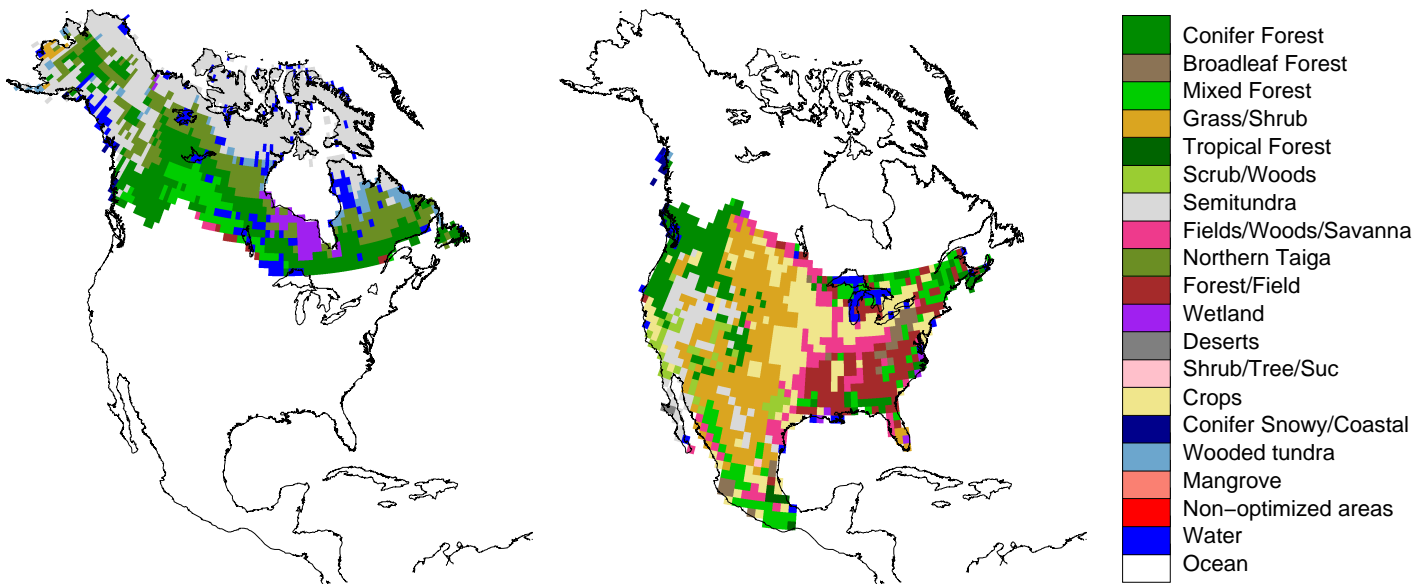 Conifer Forest
Broadleaf Forest
Mixed Forest
Grass/Shrub
Tropical Forest
Scrub/Woods
Semitundra
Fields/Woods/Savanna
Northern Taiga
Forest/Field
Wetland
Deserts
Shrub/Tree/Suc
Crops
Conifer Snowy/Coastal
Wooded tundra
Mangrove
Non−optimized areas
Water
Ocean